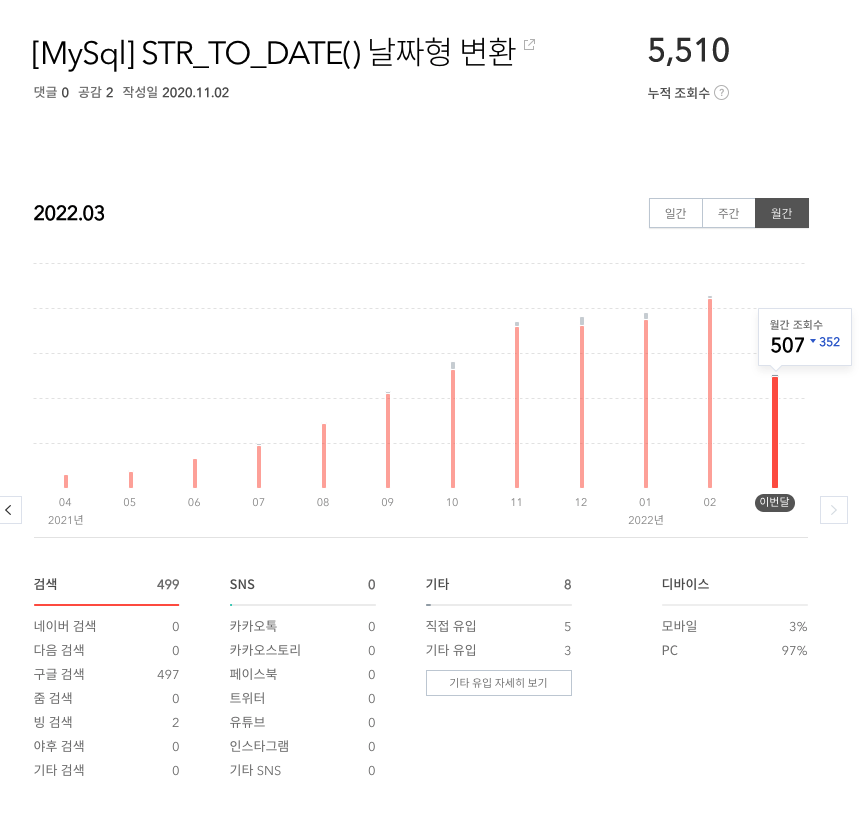 [MySql] STR_TO_DATE() 날짜형 변환
5,510
댓글 0 공감 2 작성일 2020.11.02
누적 조회수 ?
2022.03
일간 주간 월간
월간 조회수
507 352
04 05 06 07 08 09 10 11 12 01 02 이번달
2021년 2022년
검색 499 SNS 0 기타 8 디바이스
네이버 검색 0 카카오톡 0 직접 유입 5 모바일 3%
다음 검색 0 카카오스토리 0 기타 유입 3 PC 97%
구글 검색 497 페이스북 0 기타 유입 자세히 보기
줌 검색 0 트위터 0
빙 검색 2 유튜브 0
야후 검색 0 인스타그램 0
기타 검색 0 기타 SNS 0